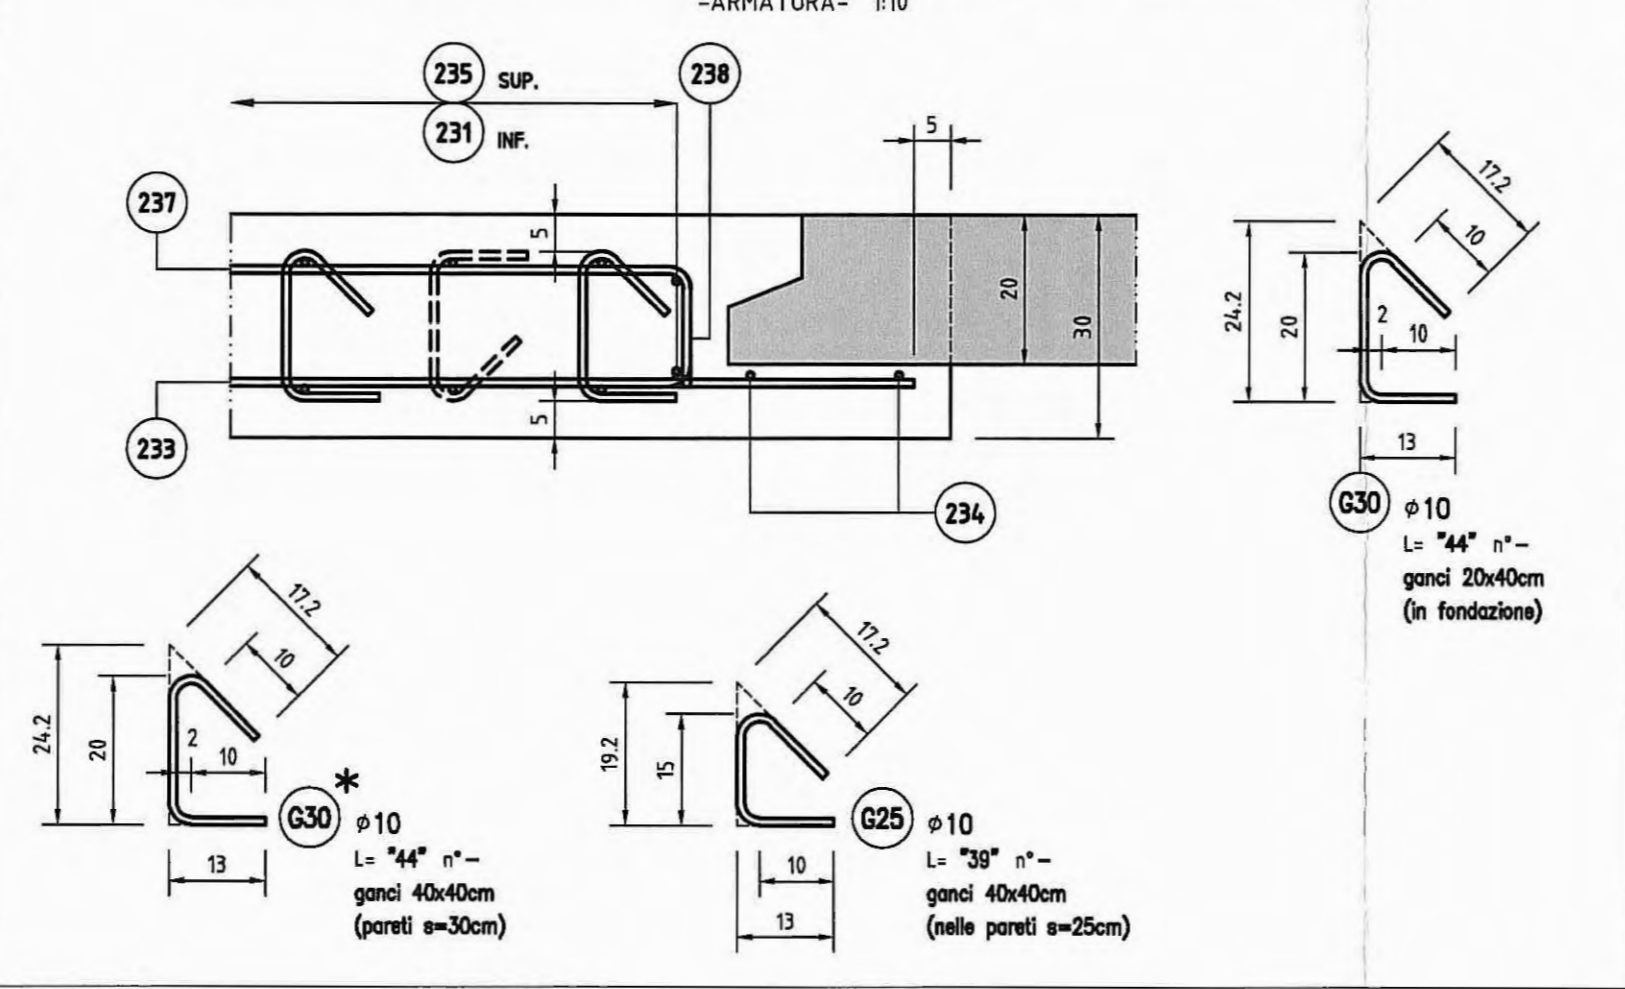 -ARMATURA- 1:10
235 SUP.
238
231 INF.
5
237
5
20
30
5
233
234
17.2
10
24.2
20
2
10
13
G30 ø10
L= "44" n°-
ganci 20x40cm
(in fondazione)
17.2
10
24.2
20
2
10
13
G30 * ø10
L= "44" n°-
ganci 40x40cm
(pareti s=30cm)
17.2
10
19.2
15
10
13
G25 ø10
L= "39" n°-
ganci 40x40cm
(nelle pareti s=25cm)